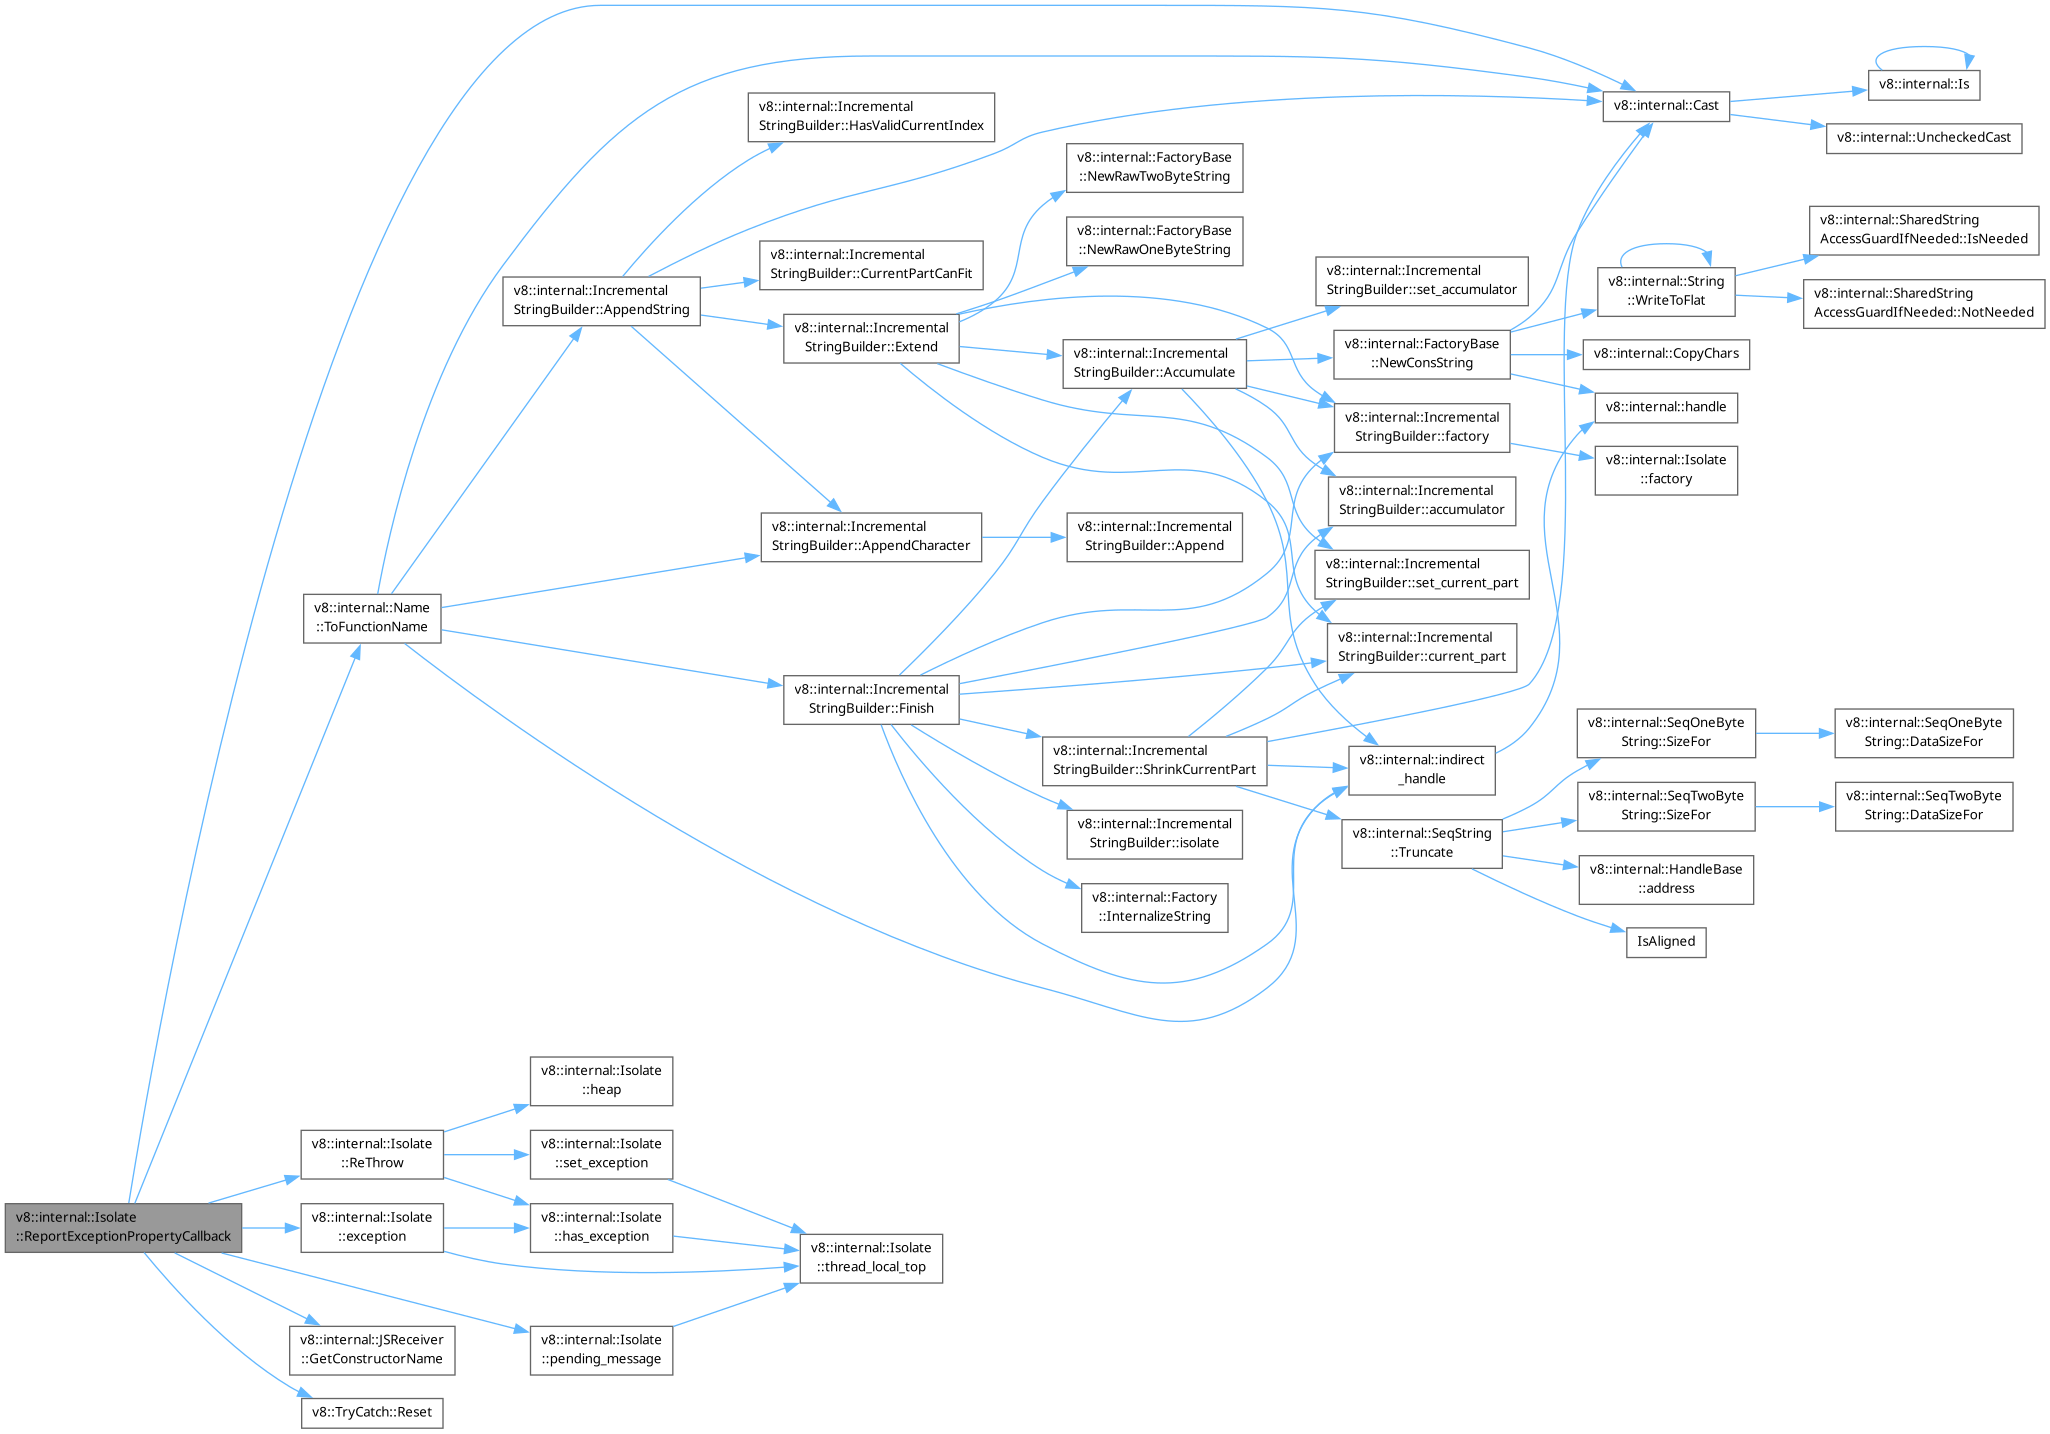 v8::internal::Isolate
::ReportExceptionPropertyCallback
v8::internal::Name
::ToFunctionName
v8::internal::Isolate
::ReThrow
v8::internal::Isolate
::exception
v8::internal::JSReceiver
::GetConstructorName
v8::TryCatch::Reset
v8::internal::Incremental
StringBuilder::AppendString
v8::internal::Isolate
::heap
v8::internal::Isolate
::set_exception
v8::internal::Isolate
::has_exception
v8::internal::Isolate
::pending_message
v8::internal::Incremental
StringBuilder::HasValidCurrentIndex
v8::internal::Incremental
StringBuilder::CurrentPartCanFit
v8::internal::Incremental
StringBuilder::Extend
v8::internal::Incremental
StringBuilder::AppendCharacter
v8::internal::Incremental
StringBuilder::Finish
v8::internal::Isolate
::thread_local_top
v8::internal::FactoryBase
::NewRawTwoByteString
v8::internal::FactoryBase
::NewRawOneByteString
v8::internal::Incremental
StringBuilder::Accumulate
v8::internal::Incremental
StringBuilder::Append
v8::internal::Incremental
StringBuilder::ShrinkCurrentPart
v8::internal::Incremental
StringBuilder::isolate
v8::internal::Factory
::InternalizeString
v8::internal::Incremental
StringBuilder::set_accumulator
v8::internal::FactoryBase
::NewConsString
v8::internal::Incremental
StringBuilder::factory
v8::internal::Incremental
StringBuilder::accumulator
v8::internal::Incremental
StringBuilder::set_current_part
v8::internal::Incremental
StringBuilder::current_part
v8::internal::indirect
_handle
v8::internal::SeqString
::Truncate
v8::internal::Cast
v8::internal::String
::WriteToFlat
v8::internal::CopyChars
v8::internal::handle
v8::internal::Isolate
::factory
v8::internal::SeqOneByte
String::SizeFor
v8::internal::SeqTwoByte
String::SizeFor
v8::internal::HandleBase
::address
IsAligned
v8::internal::Is
v8::internal::UncheckedCast
v8::internal::SharedString
AccessGuardIfNeeded::IsNeeded
v8::internal::SharedString
AccessGuardIfNeeded::NotNeeded
v8::internal::SeqOneByte
String::DataSizeFor
v8::internal::SeqTwoByte
String::DataSizeFor